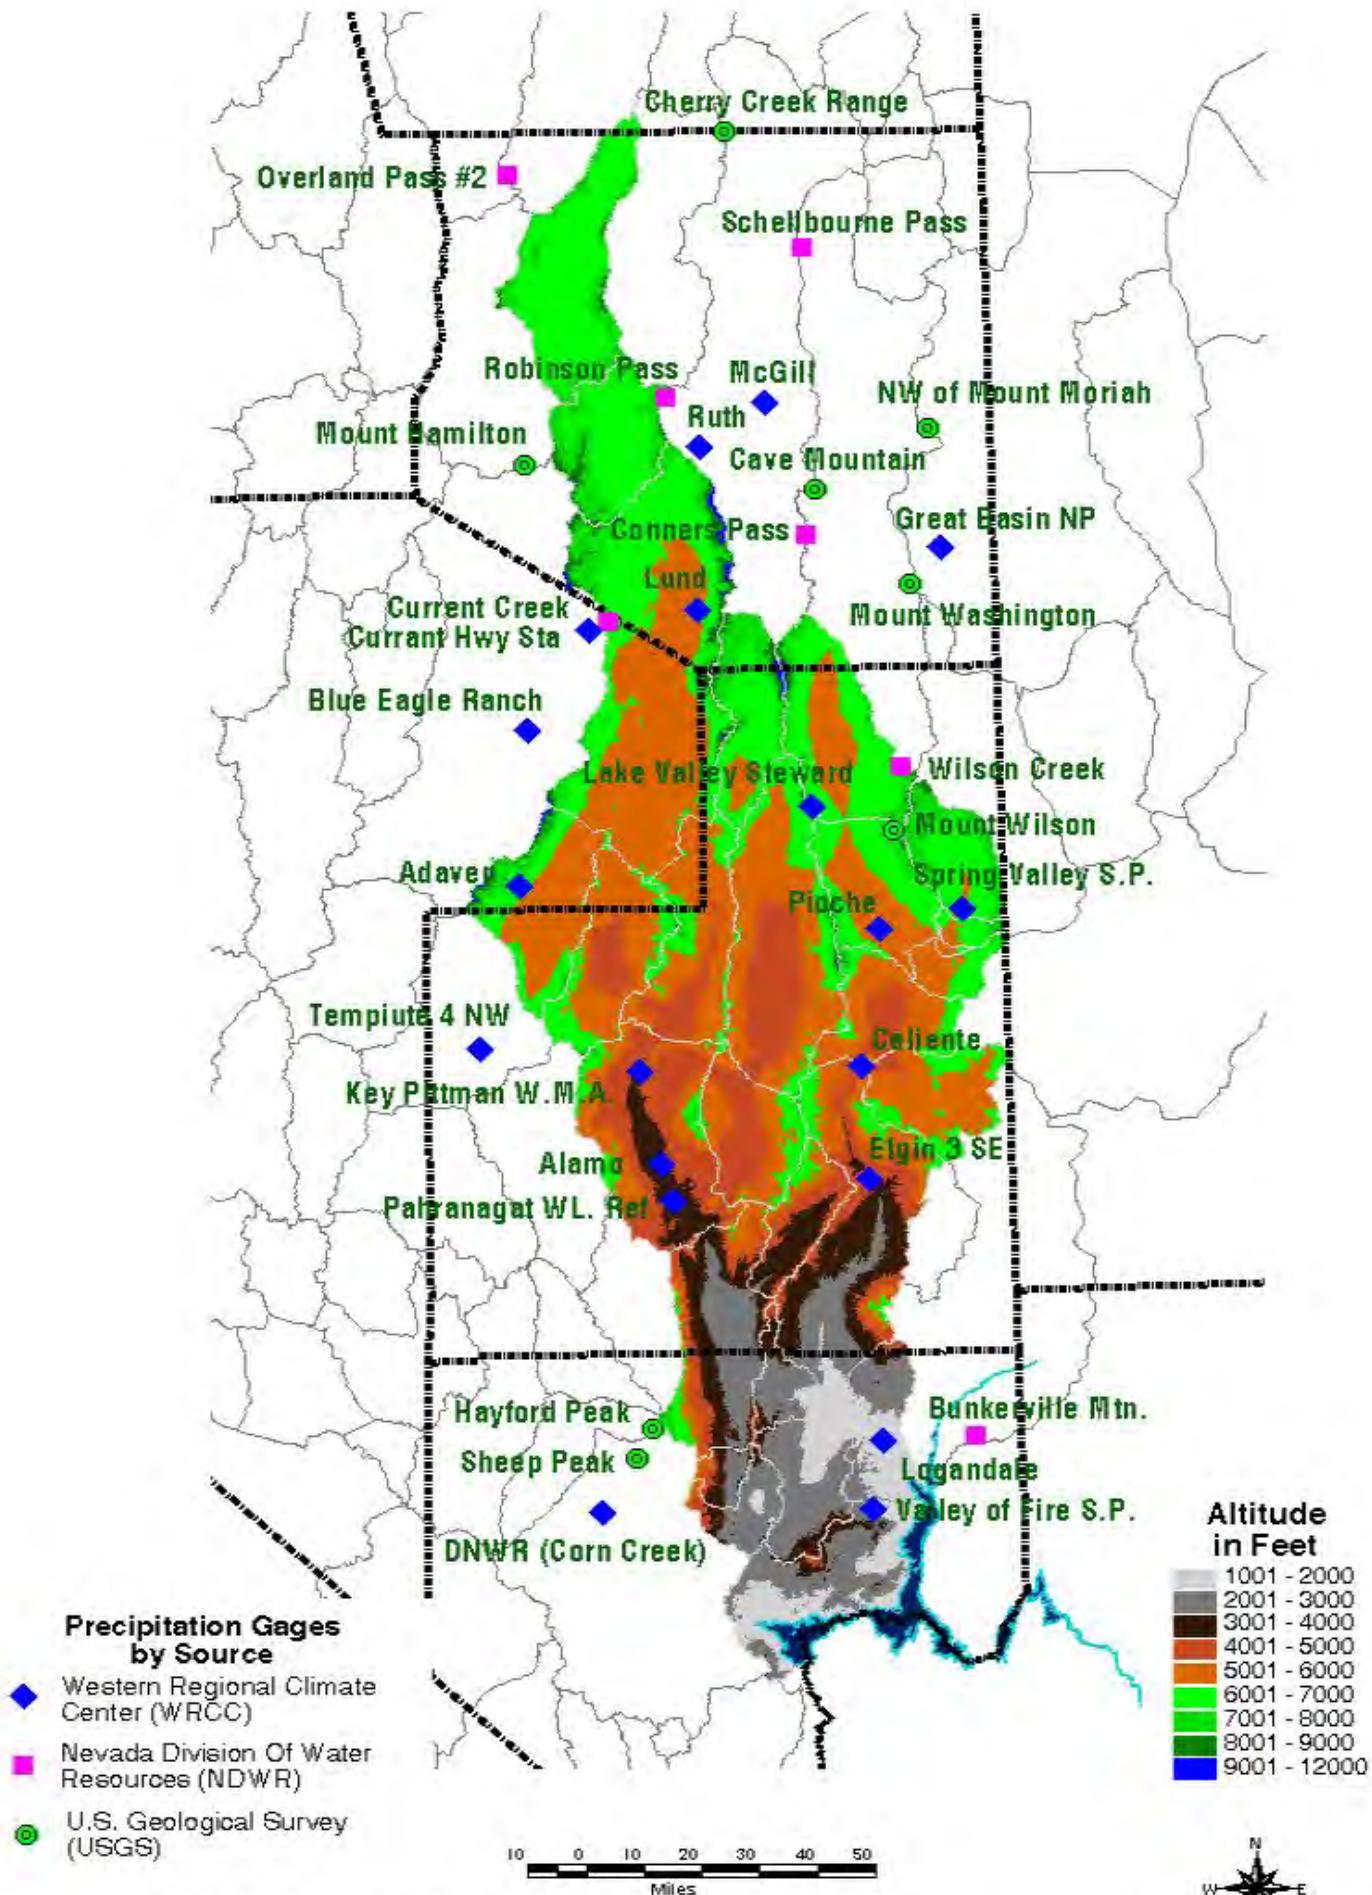 Cherry Creek Range
Overland Pass #2
Schellbourne Pass
Robinson Pass
McGill
NW of Mount Moriah
Ruth
Mount Hamilton
Cave Mountain
Great Basin NP
Conners Pass
Lund
Current Creek
Mount Washington
Currant Hwy Sta
Blue Eagle Ranch
Lake Valley Steward
Wilson Creek
Mount Wilson
Adaven
Spring Valley S.P.
Pioche
Tempiute 4 NW
Caliente
Key Pittman W.M.A.
Elgin 3 SE
Alamo
Pahranagat WL. Ref
Hayford Peak
Bunkerville Mtn.
Sheep Peak
Logandale
Valley of Fire S.P.
DNWR (Corn Creek)
Altitude
in Feet
1001 - 2000
2001 - 3000
3001 - 4000
4001 - 5000
5001 - 6000
6001 - 7000
7001 - 8000
8001 - 9000
9001 - 12000
Precipitation Gages
by Source
Western Regional Climate
Center (WRCC)
Nevada Division Of Water
Resources (NDWR)
U.S. Geological Survey
(USGS)
10 0 10 20 30 40 50
Miles
N
W E